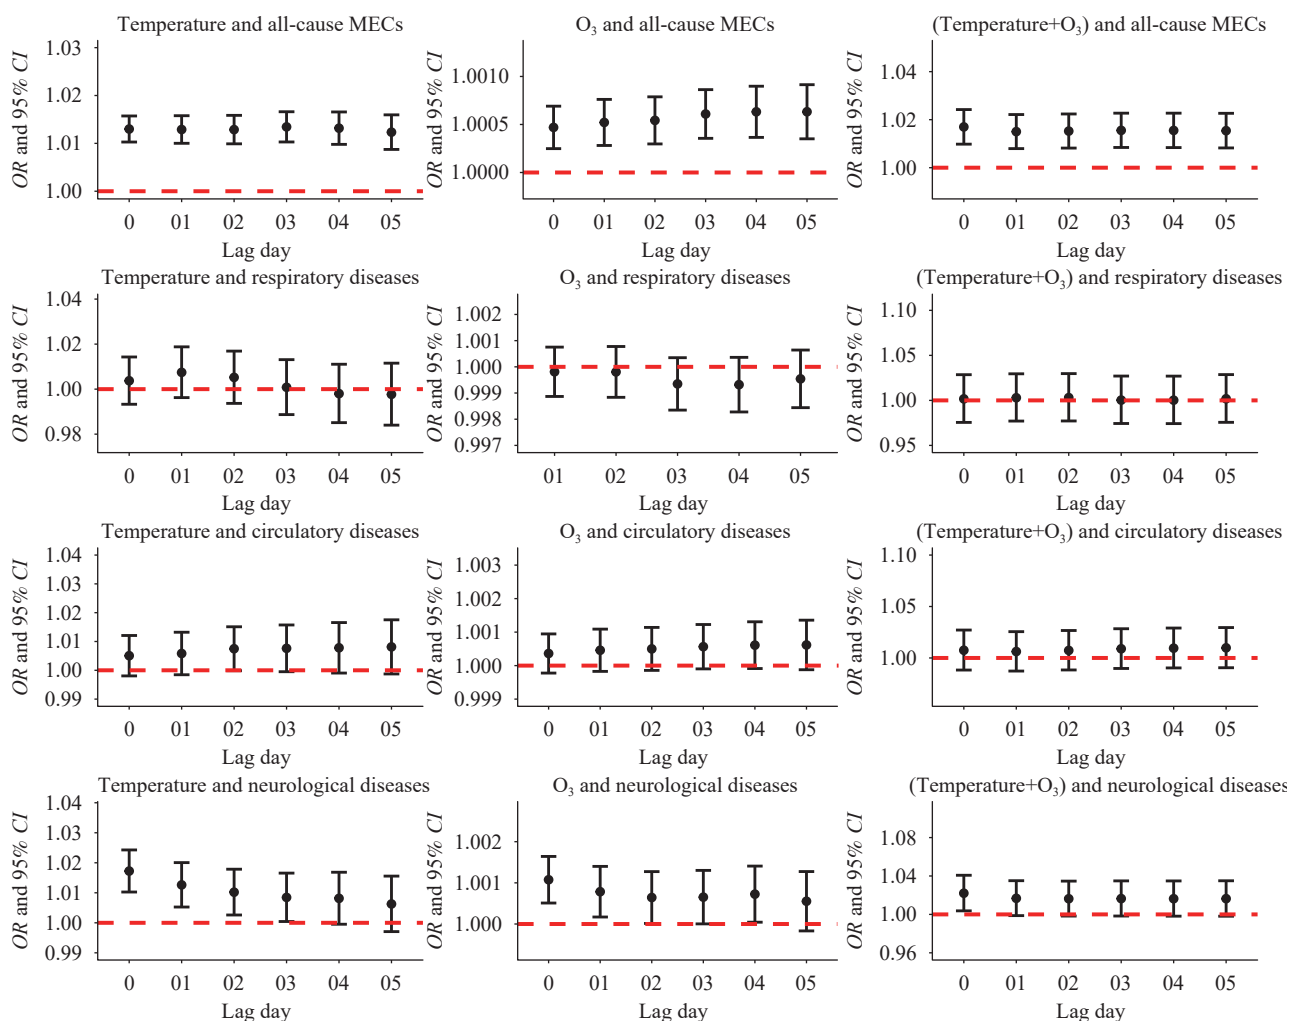 Temperature and all-cause MECs
OR and 95% CI
1.03
1.02
1.01
1.00
0 01 02 03 04 05
Lag day
O₃ and all-cause MECs
OR and 95% CI
1.0010
1.0005
1.0000
0 01 02 03 04 05
Lag day
(Temperature+O₃) and all-cause MECs
OR and 95% CI
1.04
1.02
1.00
0 01 02 03 04 05
Lag day
Temperature and respiratory diseases
OR and 95% CI
1.04
1.02
1.00
0.98
0 01 02 03 04 05
Lag day
O₃ and respiratory diseases
OR and 95% CI
1.002
1.001
1.000
0.999
0.998
0.997
01 02 03 04 05
Lag day
(Temperature+O₃) and respiratory diseases
OR and 95% CI
1.10
1.05
1.00
0.95
0 01 02 03 04 05
Lag day
Temperature and circulatory diseases
OR and 95% CI
1.04
1.03
1.02
1.01
1.00
0.99
0 01 02 03 04 05
Lag day
O₃ and circulatory diseases
OR and 95% CI
1.003
1.002
1.001
1.000
0.999
0 01 02 03 04 05
Lag day
(Temperature+O₃) and circulatory diseases
OR and 95% CI
1.10
1.05
1.00
0 01 02 03 04 05
Lag day
Temperature and neurological diseases
OR and 95% CI
1.04
1.03
1.02
1.01
1.00
0.99
0 01 02 03 04 05
Lag day
O₃ and neurological diseases
OR and 95% CI
1.002
1.001
1.000
0 01 02 03 04 05
Lag day
(Temperature+O₃) and neurological diseases
OR and 95% CI
1.08
1.04
1.00
0.96
0 01 02 03 04 05
Lag day